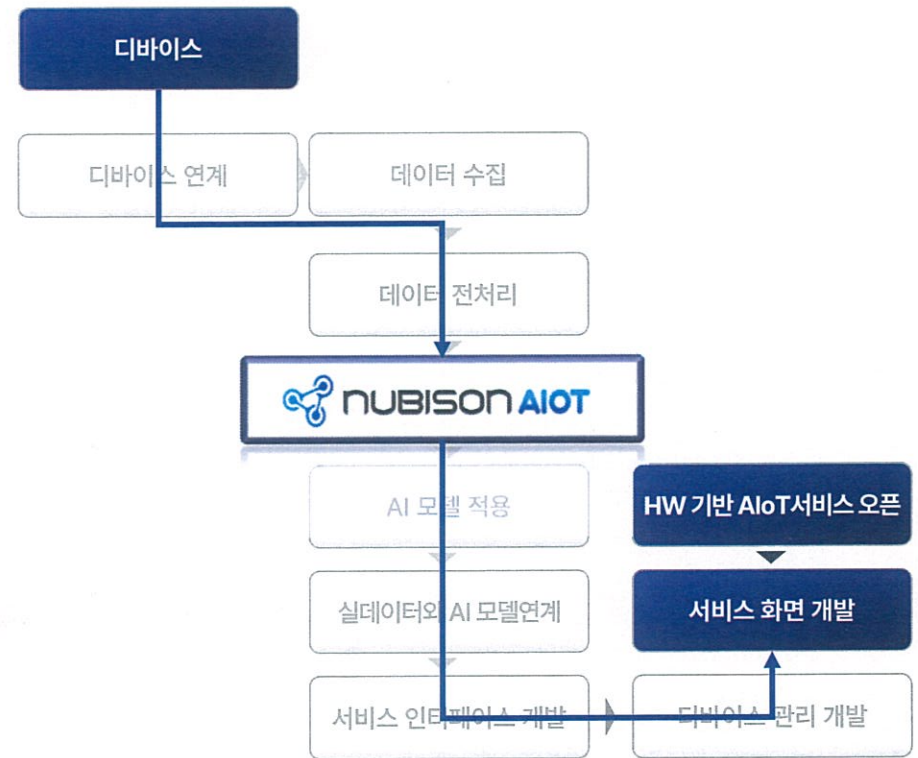 디바이스
디바이스 연계
데이터 수집
데이터 전처리
NUBISON AIOT
AI 모델 적용
HW 기반 AIoT서비스 오픈
실데이터와 AI 모델연계
서비스 화면 개발
서비스 인터페이스 개발
디바이스 관리 개발